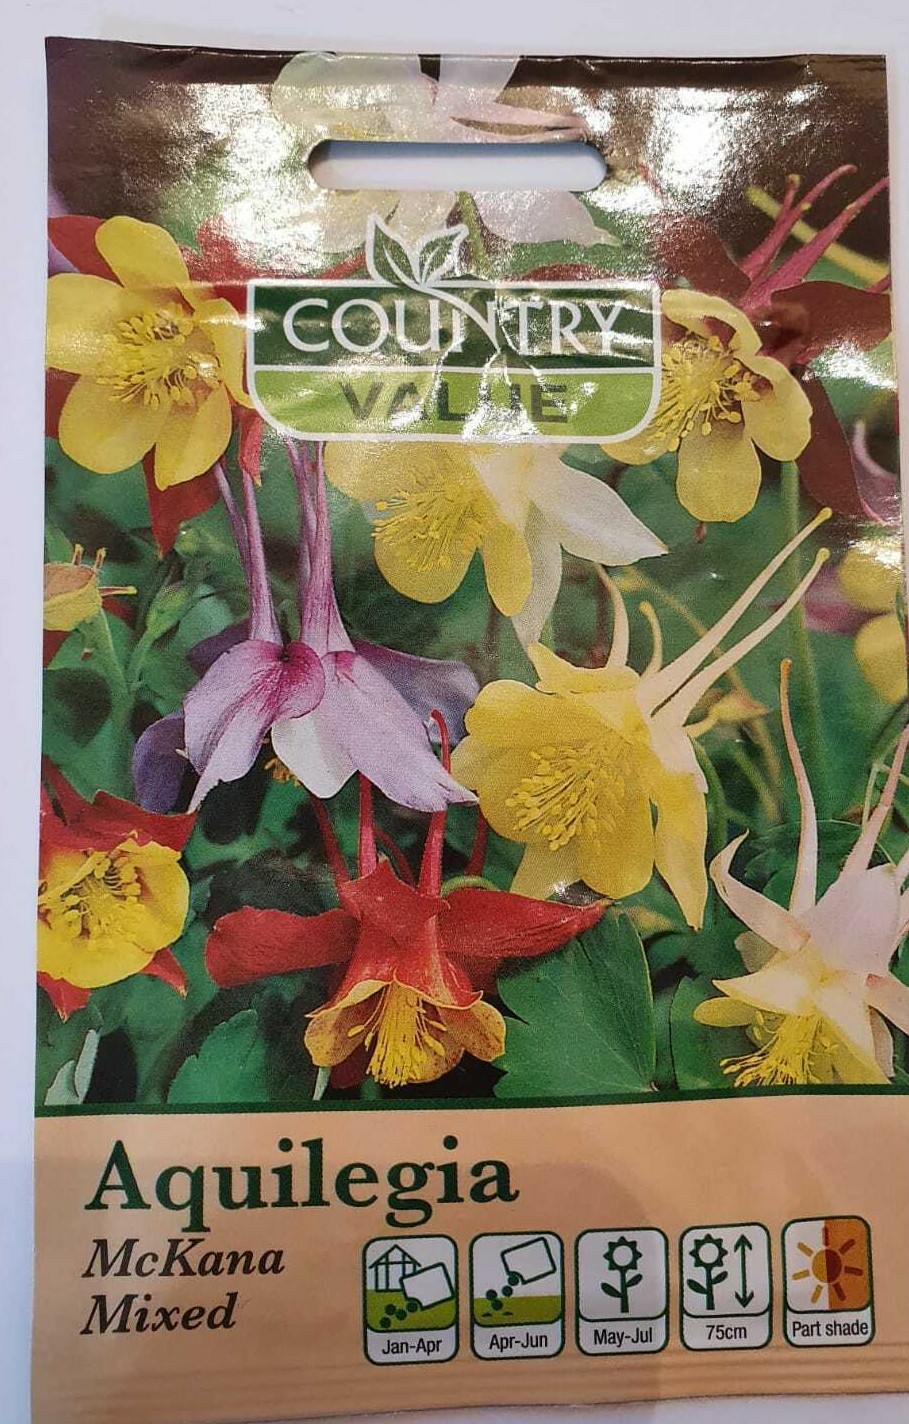 COUNTRY
VALUE
Aquilegia
McKana
Mixed
Jan-Apr
Apr-Jun
May-Jul
75cm
Part shade